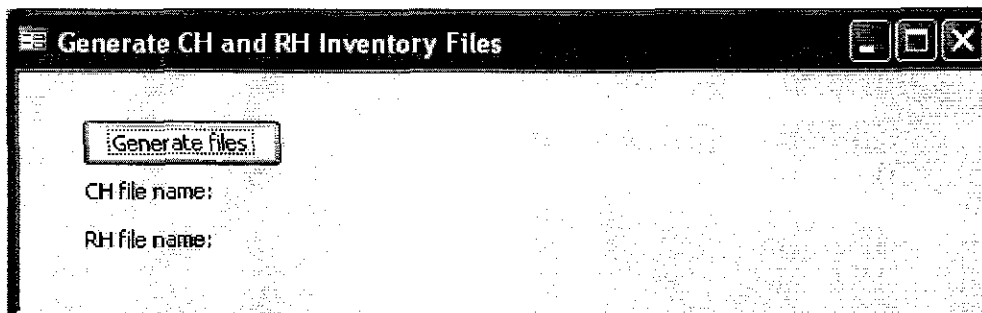 Generate CH and RH Inventory Files
Generate files
CH file name:
RH file name: